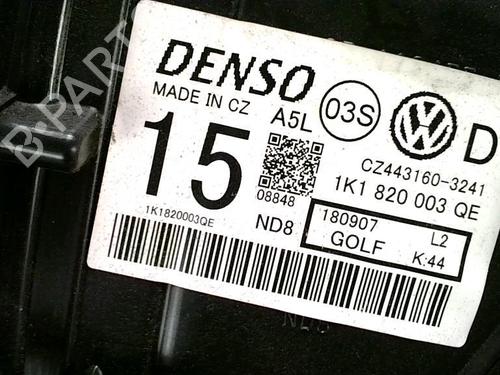 DENSO
MADE IN CZ
A5L
03S
D
15
08848
CZ443160-3241
1K1 820 003 QE
1K1820003QE
ND8
180907 L2
GOLF K:44
B-PARTS